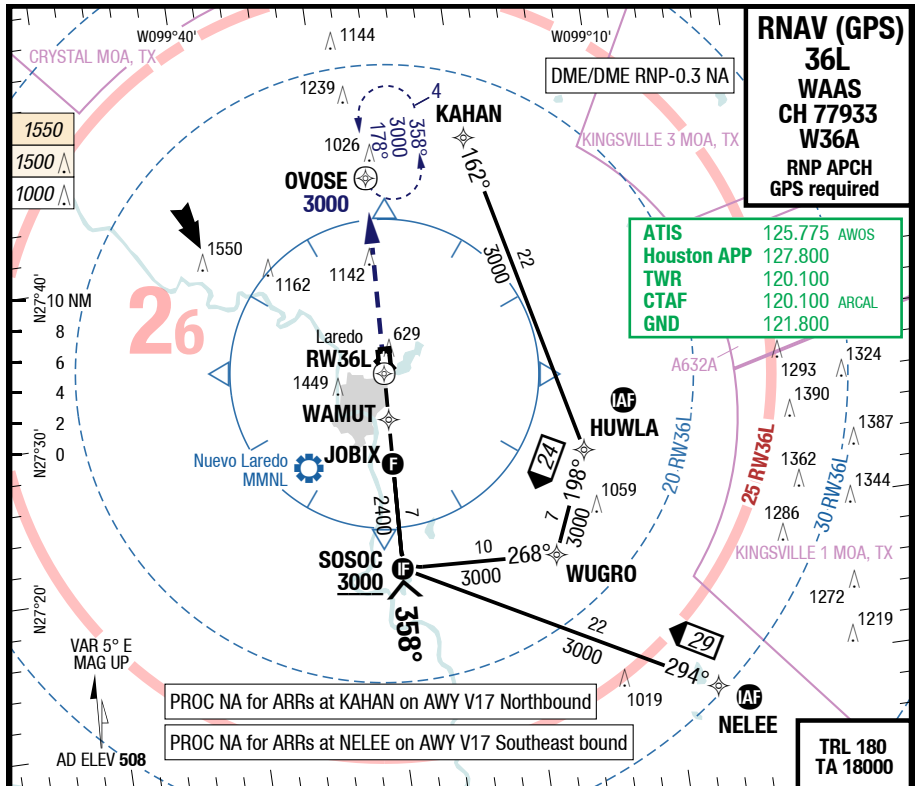 W099°40'
W099°10'
RNAV (GPS)
36L
WAAS
CH 77933
W36A
RNP APCH
GPS required
CRYSTAL MOA, TX
1144
DME/DME RNP-0.3 NA
1239
4
KAHAN
358°
3000
178°
1550
1500
1000
1026
KINGSVILLE 3 MOA, TX
162°
OVOSE
3000
22
3000
ATIS 125.775 AWOS
Houston APP 127.800
TWR 120.100
CTAF 120.100 ARCAL
GND 121.800
1550
1162
1142
26
N27°40'
10 NM
8
6
4
2
0
N27°30'
Laredo
629
RW36L
1449
WAMUT
JOBIX
F
Nuevo Laredo
MMNL
A632A
1293
1324
1390
1387
IAF
HUWLA
24
198°
7
3000
1059
20 RW36L
25 RW36L
30 RW36L
1362
1344
1286
7
2400
SOSOC
3000
IF
10
3000
268°
WUGRO
KINGSVILLE 1 MOA, TX
1272
1219
358°
22
3000
29
294°
IAF
NELEE
1019
N27°20'
VAR 5° E
MAG UP
AD ELEV 508
PROC NA for ARRs at KAHAN on AWY V17 Northbound
PROC NA for ARRs at NELEE on AWY V17 Southeast bound
TRL 180
TA 18000